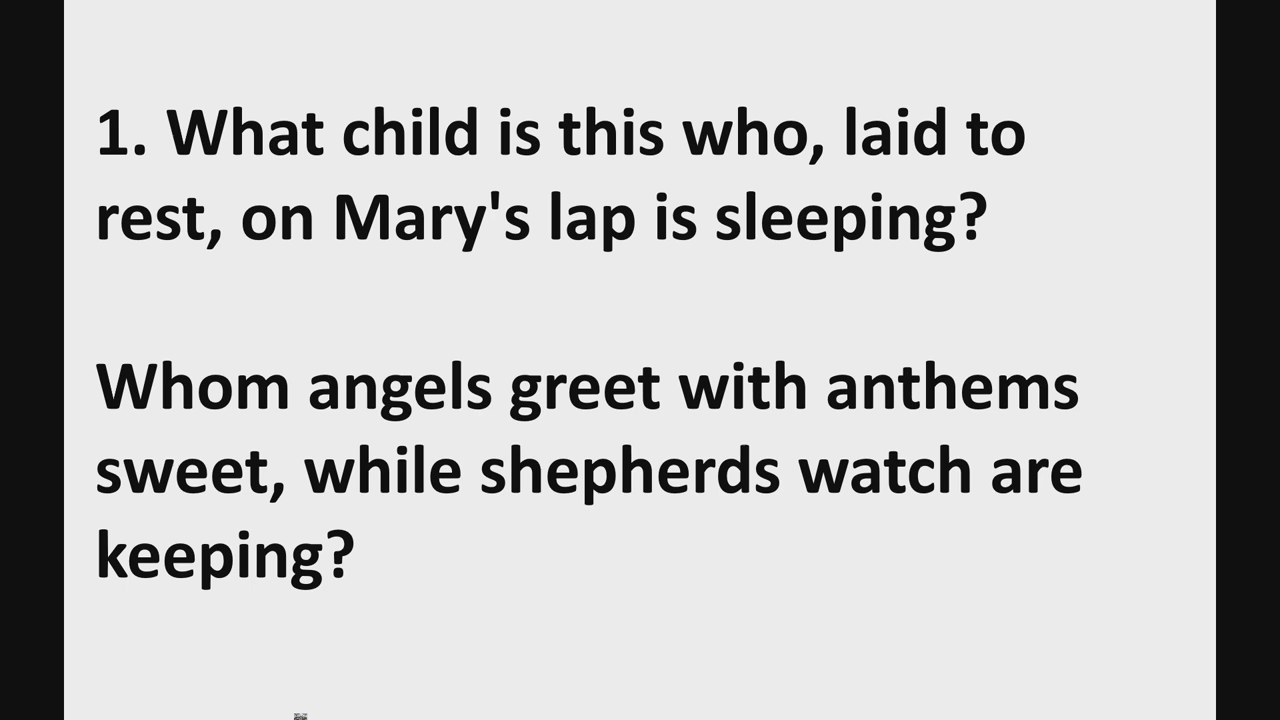 1. What child is this who, laid to
rest, on Mary's lap is sleeping?
Whom angels greet with anthems
sweet, while shepherds watch are
keeping?